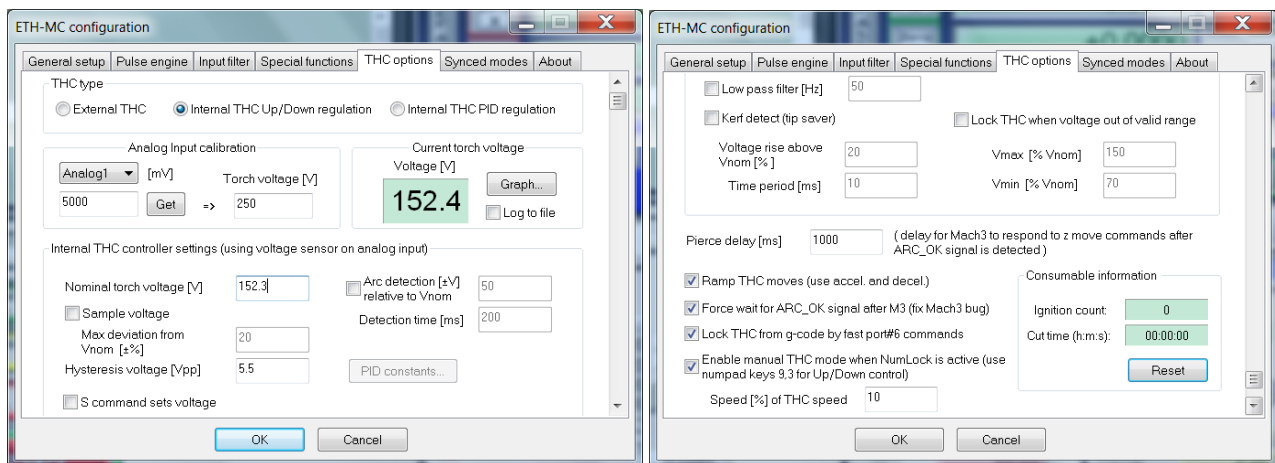 ETH-MC configuration
General setup Pulse engine Input filter Special functions THC options Synced modes About
THC type
External THC Internal THC Up/Down regulation Internal THC PID regulation
Analog Input calibration
Analog1 [mV] Torch voltage [V]
5000 Get => 250
Current torch voltage
Voltage [V]
152.4 Graph...
Log to file
Internal THC controller settings (using voltage sensor on analog input)
Nominal torch voltage [V] 152.3
Sample voltage
Max deviation from
Vnom [±%] 20
Hysteresis voltage [Vpp] 5.5
S command sets voltage
Arc detection [±V]
relative to Vnom 50
Detection time [ms] 200
PID constants...
OK Cancel
ETH-MC configuration
General setup Pulse engine Input filter Special functions THC options Synced modes About
Low pass filter [Hz] 50
Kerf detect (tip saver) Lock THC when voltage out of valid range
Voltage rise above
Vnom [%] 20
Time period [ms] 10
Vmax [% Vnom] 150
Vmin [% Vnom] 70
Pierce delay [ms] 1000 ( delay for Mach3 to respond to z move commands after
ARC_OK signal is detected )
Ramp THC moves (use accel. and decel.)
Force wait for ARC_OK signal after M3 (fix Mach3 bug)
Lock THC from g-code by fast port#6 commands
Enable manual THC mode when NumLock is active (use
numpad keys 9,3 for Up/Down control)
Speed [%] of THC speed 10
Consumable information
Ignition count: 0
Cut time (h:m:s): 00:00:00
Reset
OK Cancel